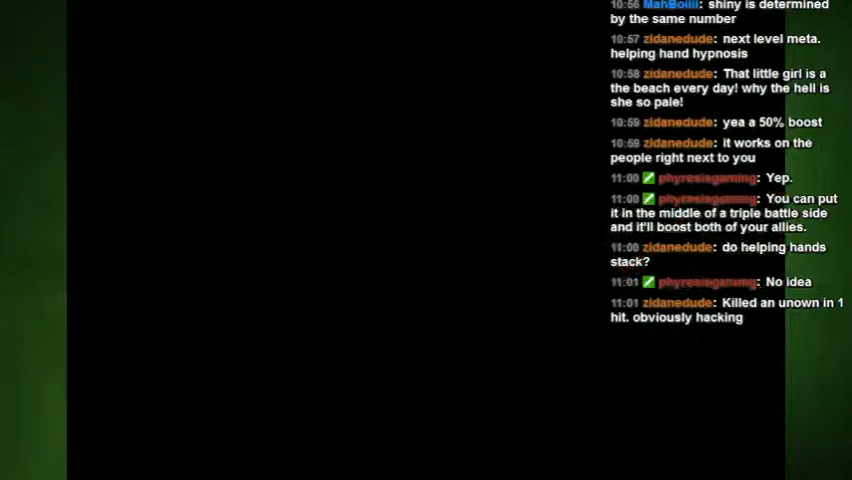 10:56 MahBoiiii: shiny is determined
by the same number
10:57 zidanedude: next level meta.
helping hand hypnosis
10:58 zidanedude: That little girl is a
the beach every day! why the hell is
she so pale!
10:59 zidanedude: yea a 50% boost
10:59 zidanedude: it works on the
people right next to you
11:00 phyresisgaming: Yep.
11:00 phyresisgaming: You can put
it in the middle of a triple battle side
and it'll boost both of your allies.
11:00 zidanedude: do helping hands
stack?
11:01 phyresisgaming: No idea
11:01 zidanedude: Killed an unown in 1
hit. obviously hacking